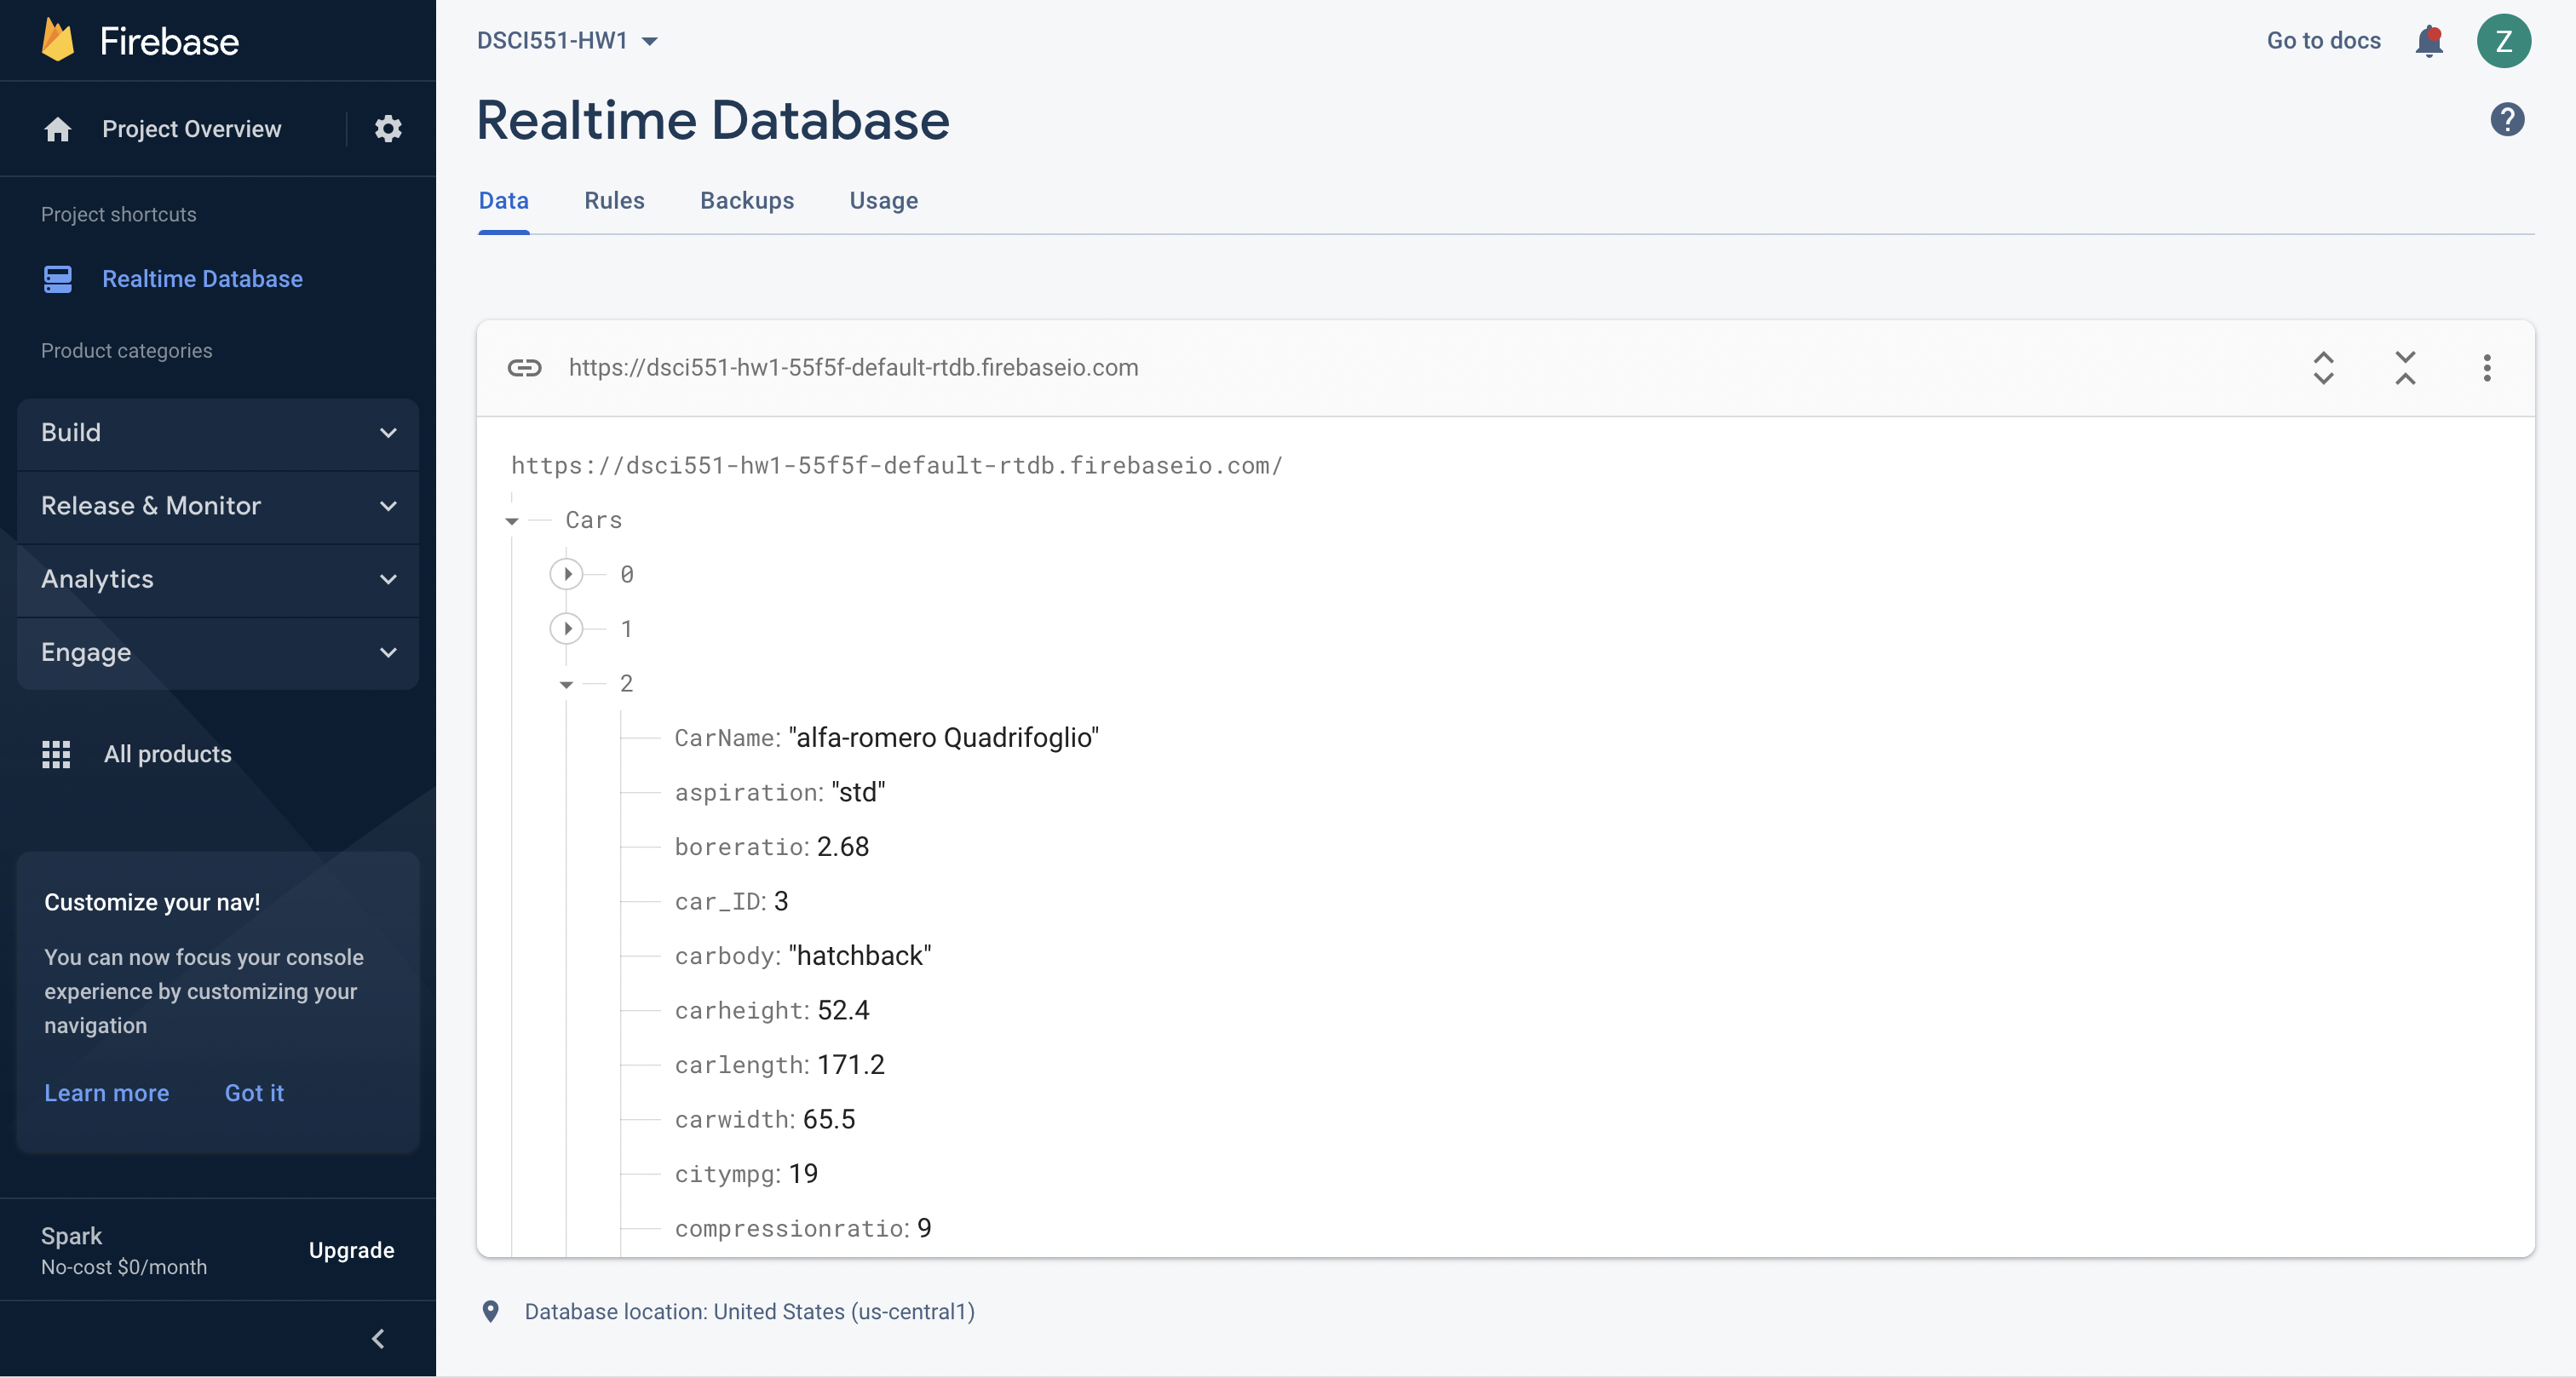 Firebase
Project Overview
Project shortcuts
Realtime Database
Product categories
Build
Release & Monitor
Analytics
Engage
All products
Customize your nav!
You can now focus your console
experience by customizing your
navigation
Learn more Got it
Spark
No-cost $0/month
Upgrade
DSCI551-HW1
Go to docs
Z
Realtime Database
?
Data Rules Backups Usage
https://dsci551-hw1-55f5f-default-rtdb.firebaseio.com
https://dsci551-hw1-55f5f-default-rtdb.firebaseio.com/
Cars
0
1
2
CarName: "alfa-romero Quadrifoglio"
aspiration: "std"
boreratio: 2.68
car_ID: 3
carbody: "hatchback"
carheight: 52.4
carlength: 171.2
carwidth: 65.5
citympg: 19
compressionratio: 9
Database location: United States (us-central1)